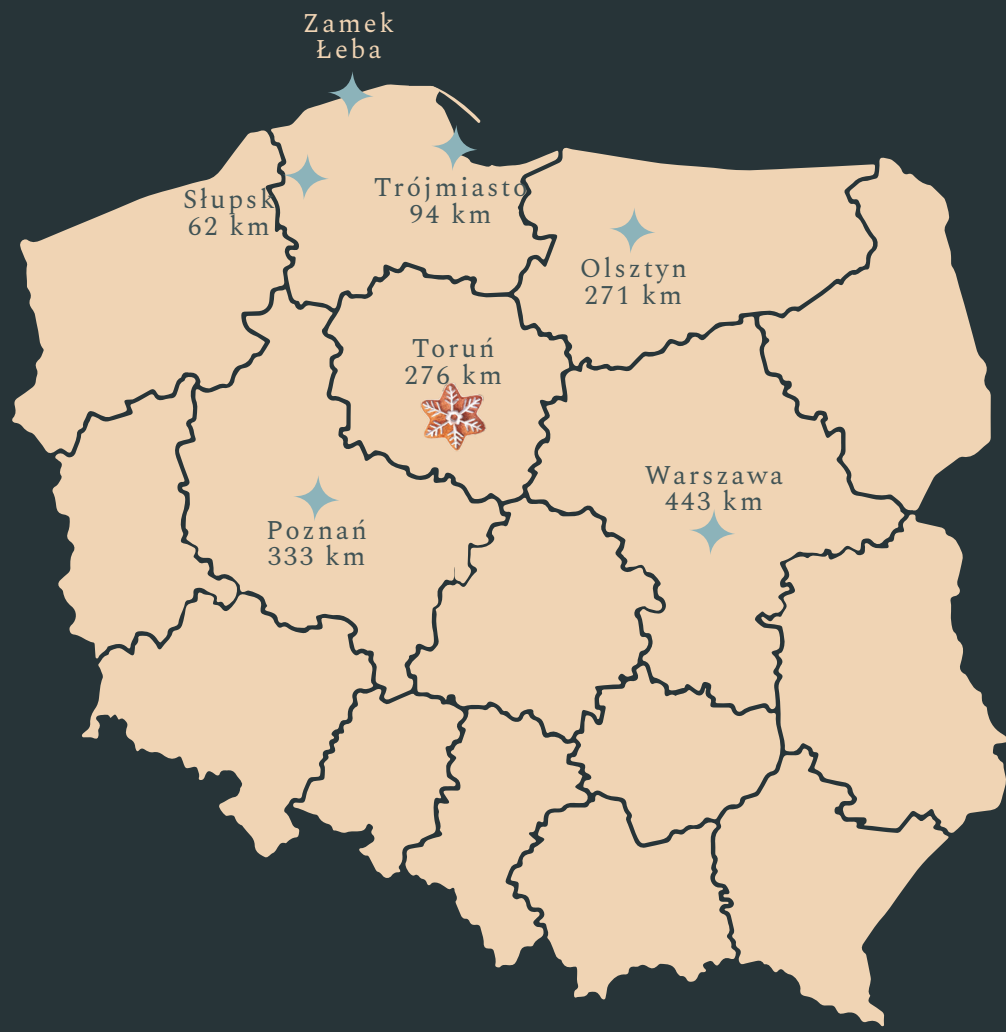 Zamek
Łeba
Słupsk
62 km
Trójmiasto
94 km
Olsztyn
271 km
Toruń
276 km
Warszawa
443 km
Poznań
333 km